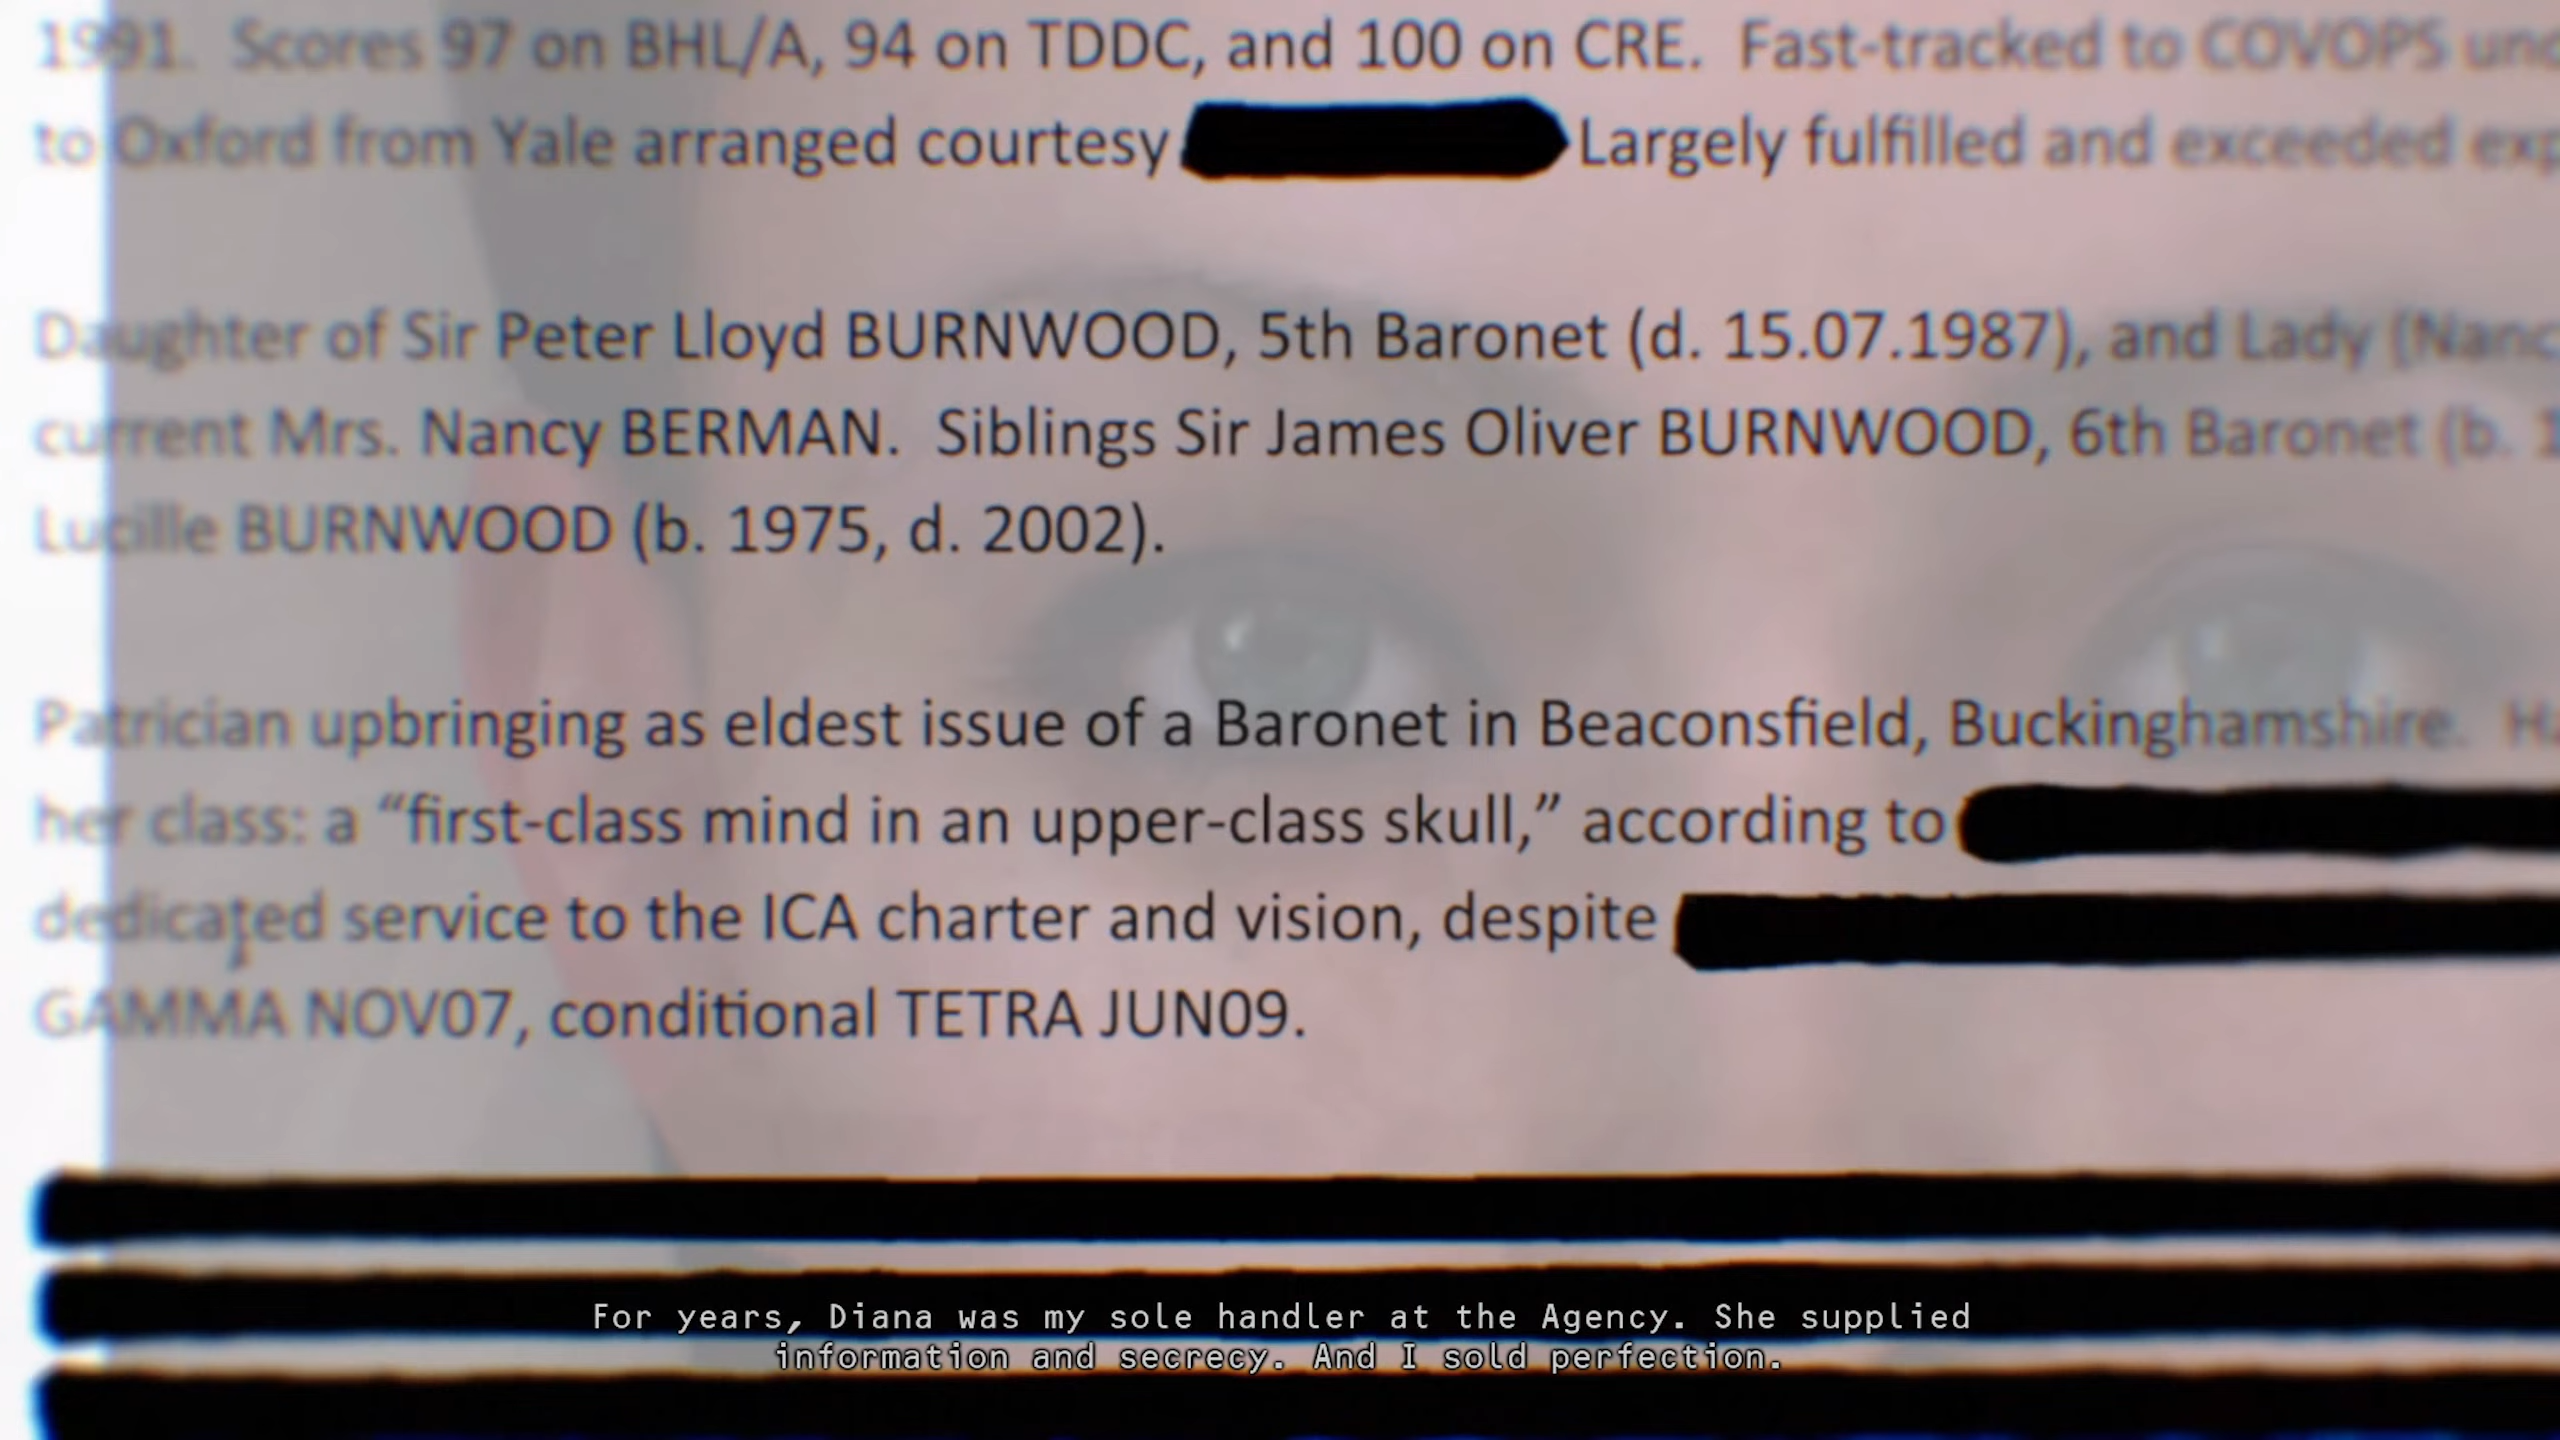 1991. Scores 97 on BHL/A, 94 on TDDC, and 100 on CRE. Fast-tracked to COVOPS
to Oxford from Yale arranged courtesy Largely fulfilled and exceeded
Daughter of Sir Peter Lloyd BURNWOOD, 5th Baronet (d. 15.07.1987), and Lady
current Mrs. Nancy BERMAN. Siblings Sir James Oliver BURNWOOD, 6th Baronet (b.
Lucille BURNWOOD (b. 1975, d. 2002).
Patrician upbringing as eldest issue of a Baronet in Beaconsfield, Buckinghamshire.
her class: a “first-class mind in an upper-class skull,” according to
dedicated service to the ICA charter and vision, despite
GAMMA NOV07, conditional TETRA JUN09.
For years, Diana was my sole handler at the Agency. She supplied
information and secrecy. And I sold perfection.